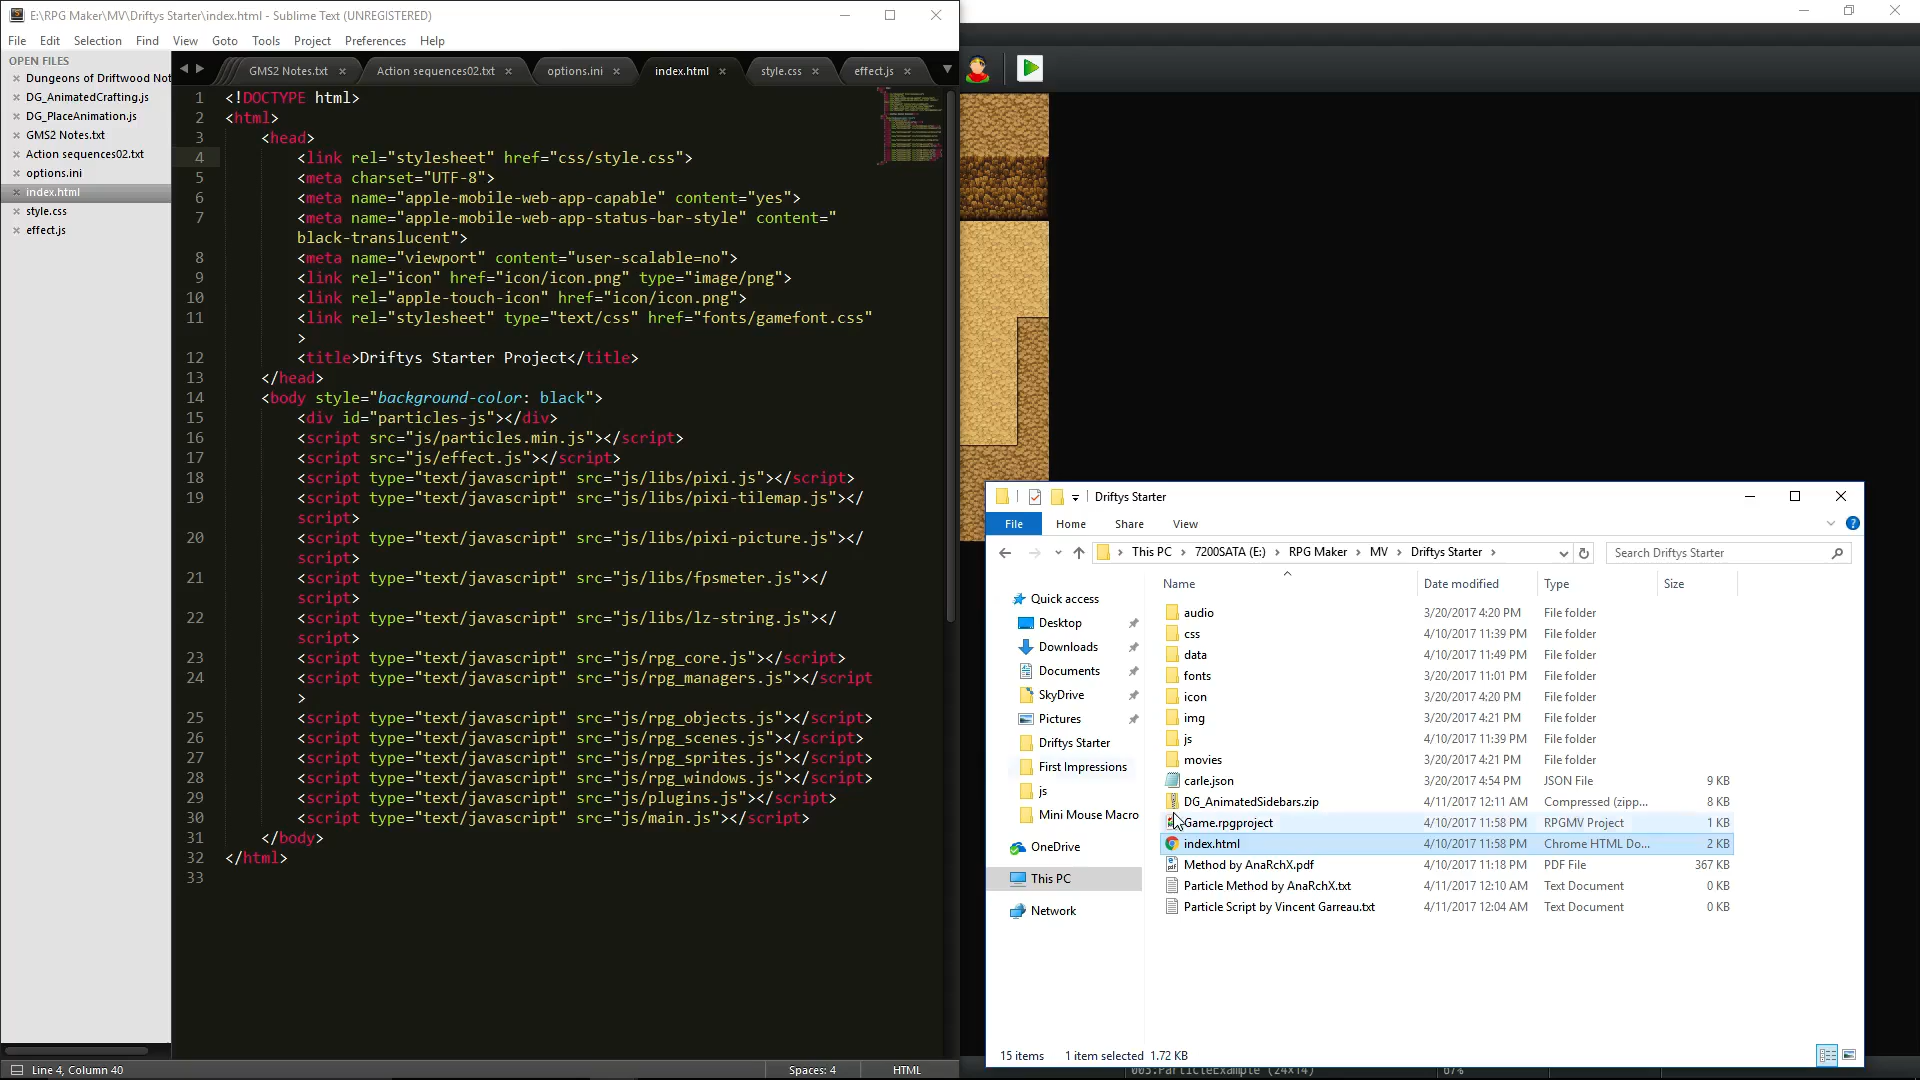 E:\RPG Maker\MV\Driftys Starter\index.html - Sublime Text (UNREGISTERED)
File Edit Selection Find View Goto Tools Project Preferences Help
OPEN FILES
Dungeons of Driftwood Not
DG_AnimatedCrafting.js
DG_PlaceAnimation.js
GMS2 Notes.txt
Action sequences02.txt
options.ini
index.html
style.css
effect.js
GMS2 Notes.txt Action sequences02.txt options.ini index.html style.css effect.js
1 <!DOCTYPE html>
2 <html>
3 <head>
4 <link rel="stylesheet" href="css/style.css">
5 <meta charset="UTF-8">
6 <meta name="apple-mobile-web-app-capable" content="yes">
7 <meta name="apple-mobile-web-app-status-bar-style" content="
black-translucent">
8 <meta name="viewport" content="user-scalable=no">
9 <link rel="icon" href="icon/icon.png" type="image/png">
10 <link rel="apple-touch-icon" href="icon/icon.png">
11 <link rel="stylesheet" type="text/css" href="fonts/gamefont.css"
>
12 <title>Driftys Starter Project</title>
13 </head>
14 <body style="background-color: black">
15 <div id="particles-js"></div>
16 <script src="js/particles.min.js"></script>
17 <script src="js/effect.js"></script>
18 <script type="text/javascript" src="js/libs/pixi.js"></script>
19 <script type="text/javascript" src="js/libs/pixi-tilemap.js"></
script>
20 <script type="text/javascript" src="js/libs/pixi-picture.js"></
script>
21 <script type="text/javascript" src="js/libs/fpsmeter.js"></
script>
22 <script type="text/javascript" src="js/libs/lz-string.js"></
script>
23 <script type="text/javascript" src="js/rpg_core.js"></script>
24 <script type="text/javascript" src="js/rpg_managers.js"></script
>
25 <script type="text/javascript" src="js/rpg_objects.js"></script>
26 <script type="text/javascript" src="js/rpg_scenes.js"></script>
27 <script type="text/javascript" src="js/rpg_sprites.js"></script>
28 <script type="text/javascript" src="js/rpg_windows.js"></script>
29 <script type="text/javascript" src="js/plugins.js"></script>
30 <script type="text/javascript" src="js/main.js"></script>
31 </body>
32 </html>
33
Line 4, Column 40 Spaces: 4 HTML
Driftys Starter
File Home Share View
This PC 7200SATA (E:) RPG Maker MV Driftys Starter Search Driftys Starter
Quick access
Desktop
Downloads
Documents
SkyDrive
Pictures
Driftys Starter
First Impressions
js
Mini Mouse Macro
OneDrive
This PC
Network
Name Date modified Type Size
audio 3/20/2017 4:20 PM File folder
css 4/10/2017 11:39 PM File folder
data 4/10/2017 11:49 PM File folder
fonts 3/20/2017 11:01 PM File folder
icon 3/20/2017 4:20 PM File folder
img 3/20/2017 4:21 PM File folder
js 4/10/2017 11:39 PM File folder
movies 3/20/2017 4:21 PM File folder
carle.json 3/20/2017 4:54 PM JSON File 9 KB
DG_AnimatedSidebars.zip 4/11/2017 12:11 AM Compressed (zipp... 8 KB
Game.rpgproject 4/10/2017 11:58 PM RPGMV Project 1 KB
index.html 4/10/2017 11:58 PM Chrome HTML Do... 2 KB
Method by AnaRchX.pdf 4/10/2017 11:18 PM PDF File 367 KB
Particle Method by AnaRchX.txt 4/11/2017 12:10 AM Text Document 0 KB
Particle Script by Vincent Garreau.txt 4/11/2017 12:04 AM Text Document 0 KB
15 items 1 item selected 1.72 KB
003:ParticleExample (24x14) 67%